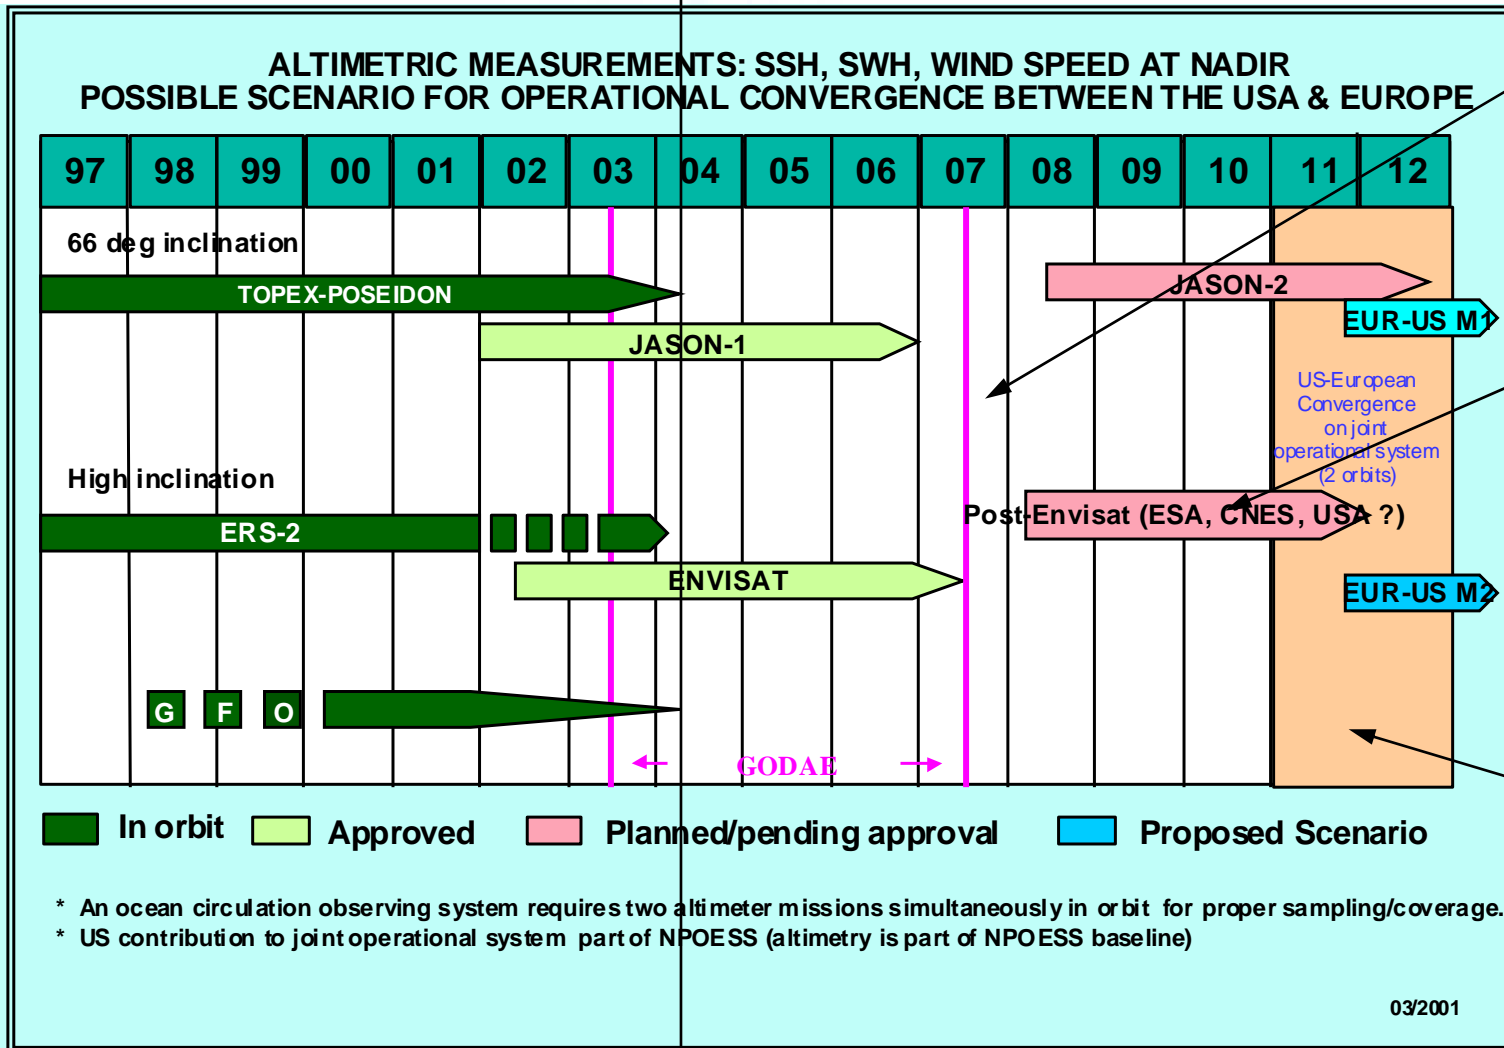 ALTIMETRIC MEASUREMENTS: SSH, SWH, WIND SPEED AT NADIR
POSSIBLE SCENARIO FOR OPERATIONAL CONVERGENCE BETWEEN THE USA & EUROPE
97 98 99 00 01 02 03 04 05 06 07 08 09 10 11 12
66 deg inclination
TOPEX-POSEIDON
JASON-2
EUR-US M1
JASON-1
US-European
Convergence
on joint
operational system
(2 orbits)
High inclination
Post-Envisat (ESA, CNES, USA ?)
ERS-2
ENVISAT
EUR-US M2
G F O
GODAE
In orbit
Approved
Planned/pending approval
Proposed Scenario
* An ocean circulation observing system requires two altimeter missions simultaneously in orbit for proper sampling/coverage.
* US contribution to joint operational system part of NPOESS (altimetry is part of NPOESS baseline)
03/2001